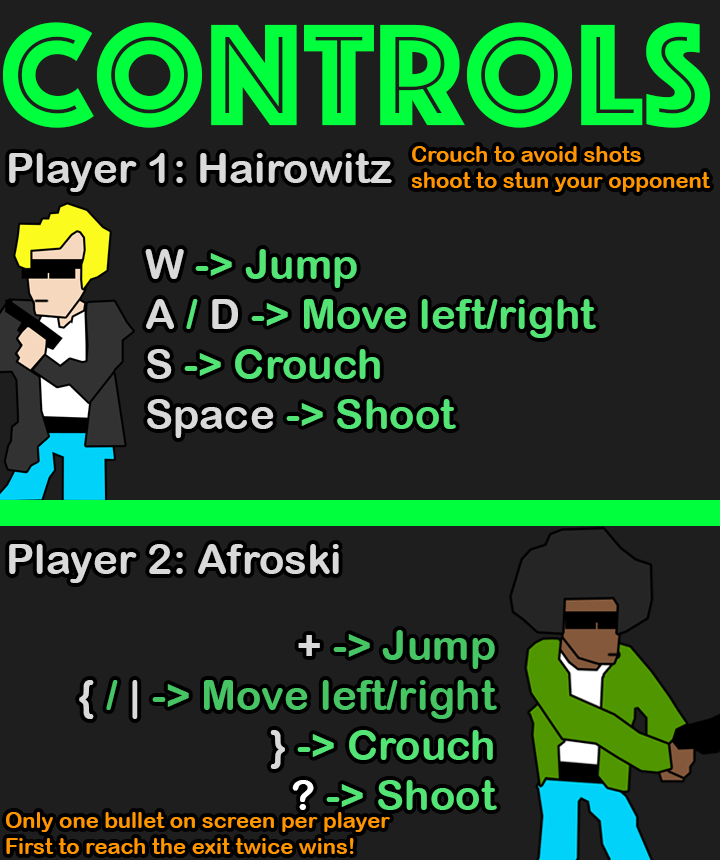 CONTROLS
Player 1: Hairowitz
Crouch to avoid shots
shoot to stun your opponent
W -> Jump
A / D -> Move left/right
S -> Crouch
Space -> Shoot
Player 2: Afroski
+ -> Jump
{ / | -> Move left/right
} -> Crouch
? -> Shoot
Only one bullet on screen per player
First to reach the exit twice wins!